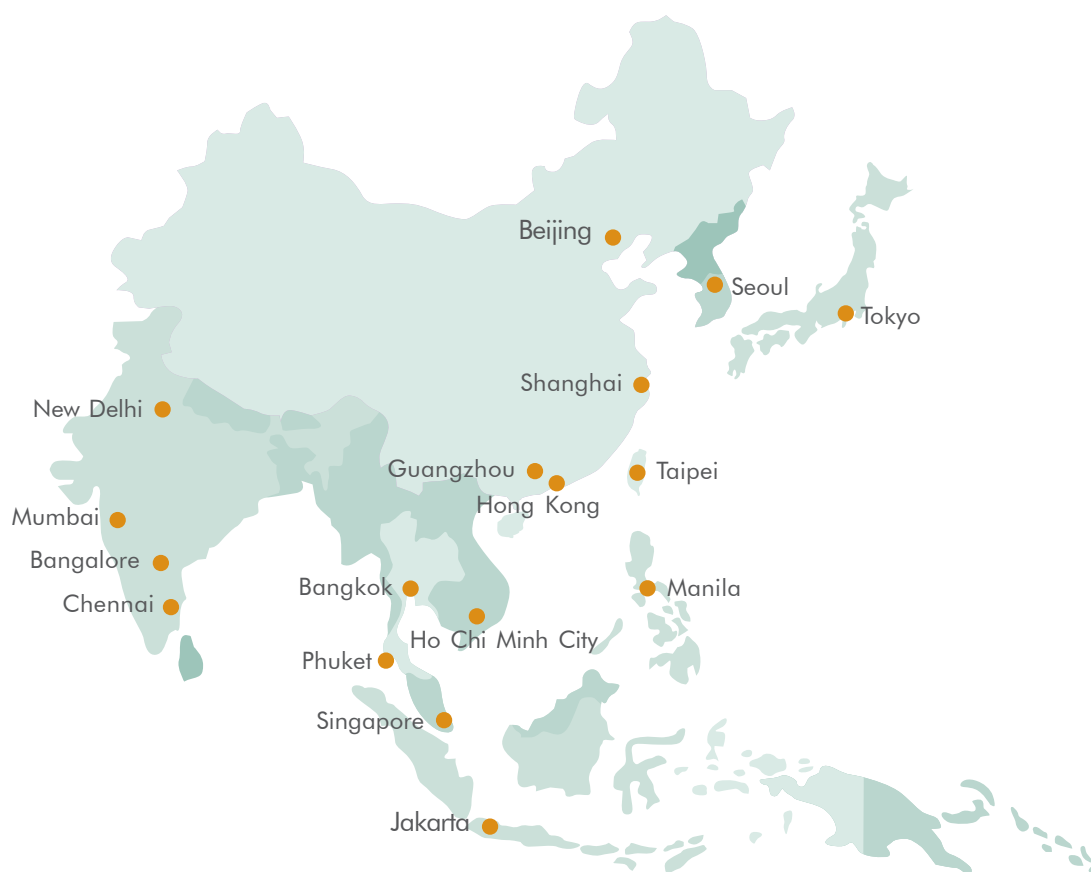 Beijing
Seoul
Tokyo
Shanghai
New Delhi
Guangzhou
Taipei
Hong Kong
Mumbai
Bangalore
Bangkok
Manila
Chennai
Ho Chi Minh City
Phuket
Singapore
Jakarta